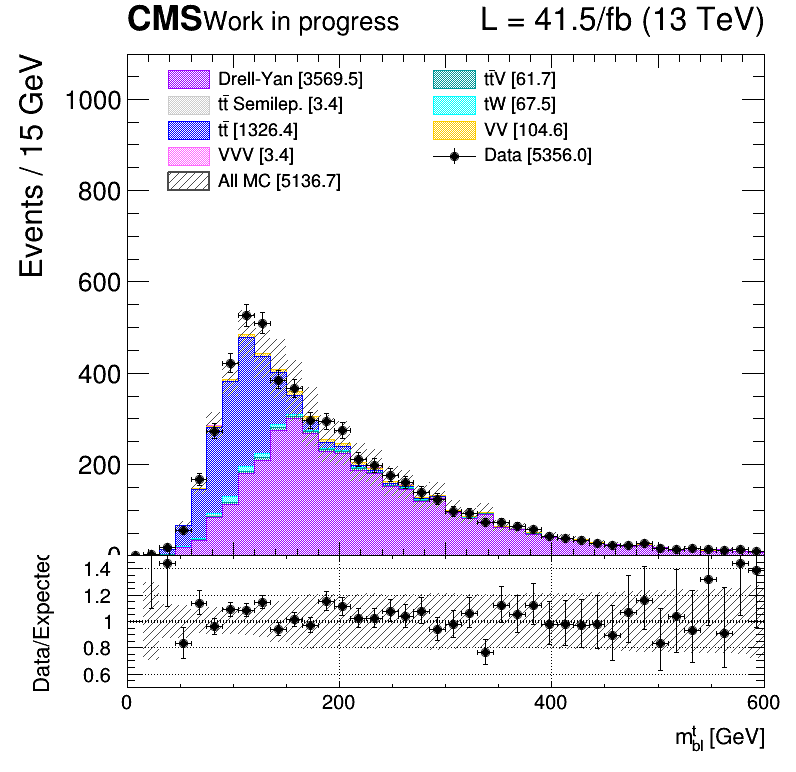 CMS Work in progress L = 41.5/fb (13 TeV)
Events / 15 GeV
Drell-Yan [3569.5] tt̄V [61.7]
tt̄ Semilep. [3.4] tW [67.5]
tt̄ [1326.4] VV [104.6]
VVV [3.4] Data [5356.0]
All MC [5136.7]
1000
800
600
400
200
0
Data/Expected
1.4
1.2
1
0.8
0.6
0 200 400 600
m^t_bl [GeV]